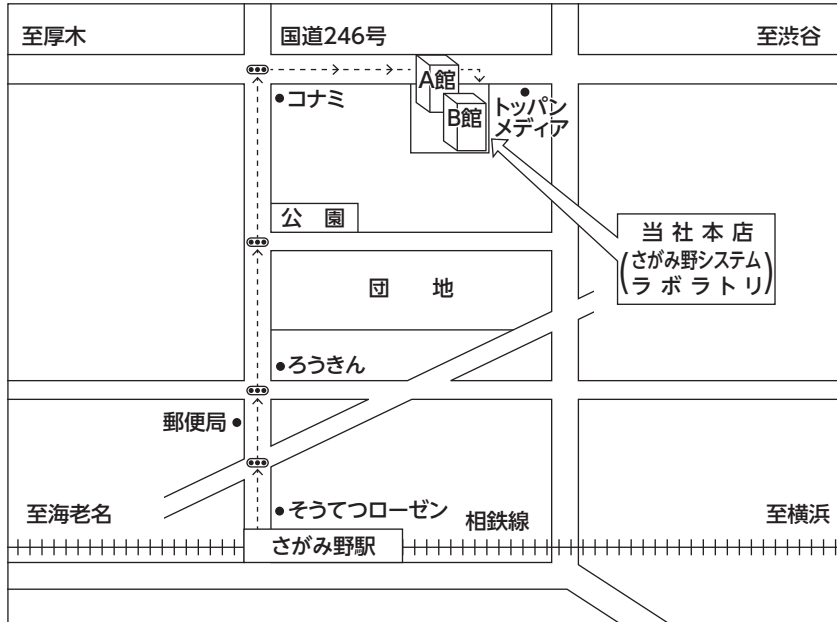 至厚木
国道246号
至渋谷
A館
B館
コナミ
トッパン
メディア
公園
当社本店
(さがみ野システム
ラボラトリ)
団地
ろうきん
郵便局
そうてつローゼン
至海老名
相鉄線
至横浜
さがみ野駅